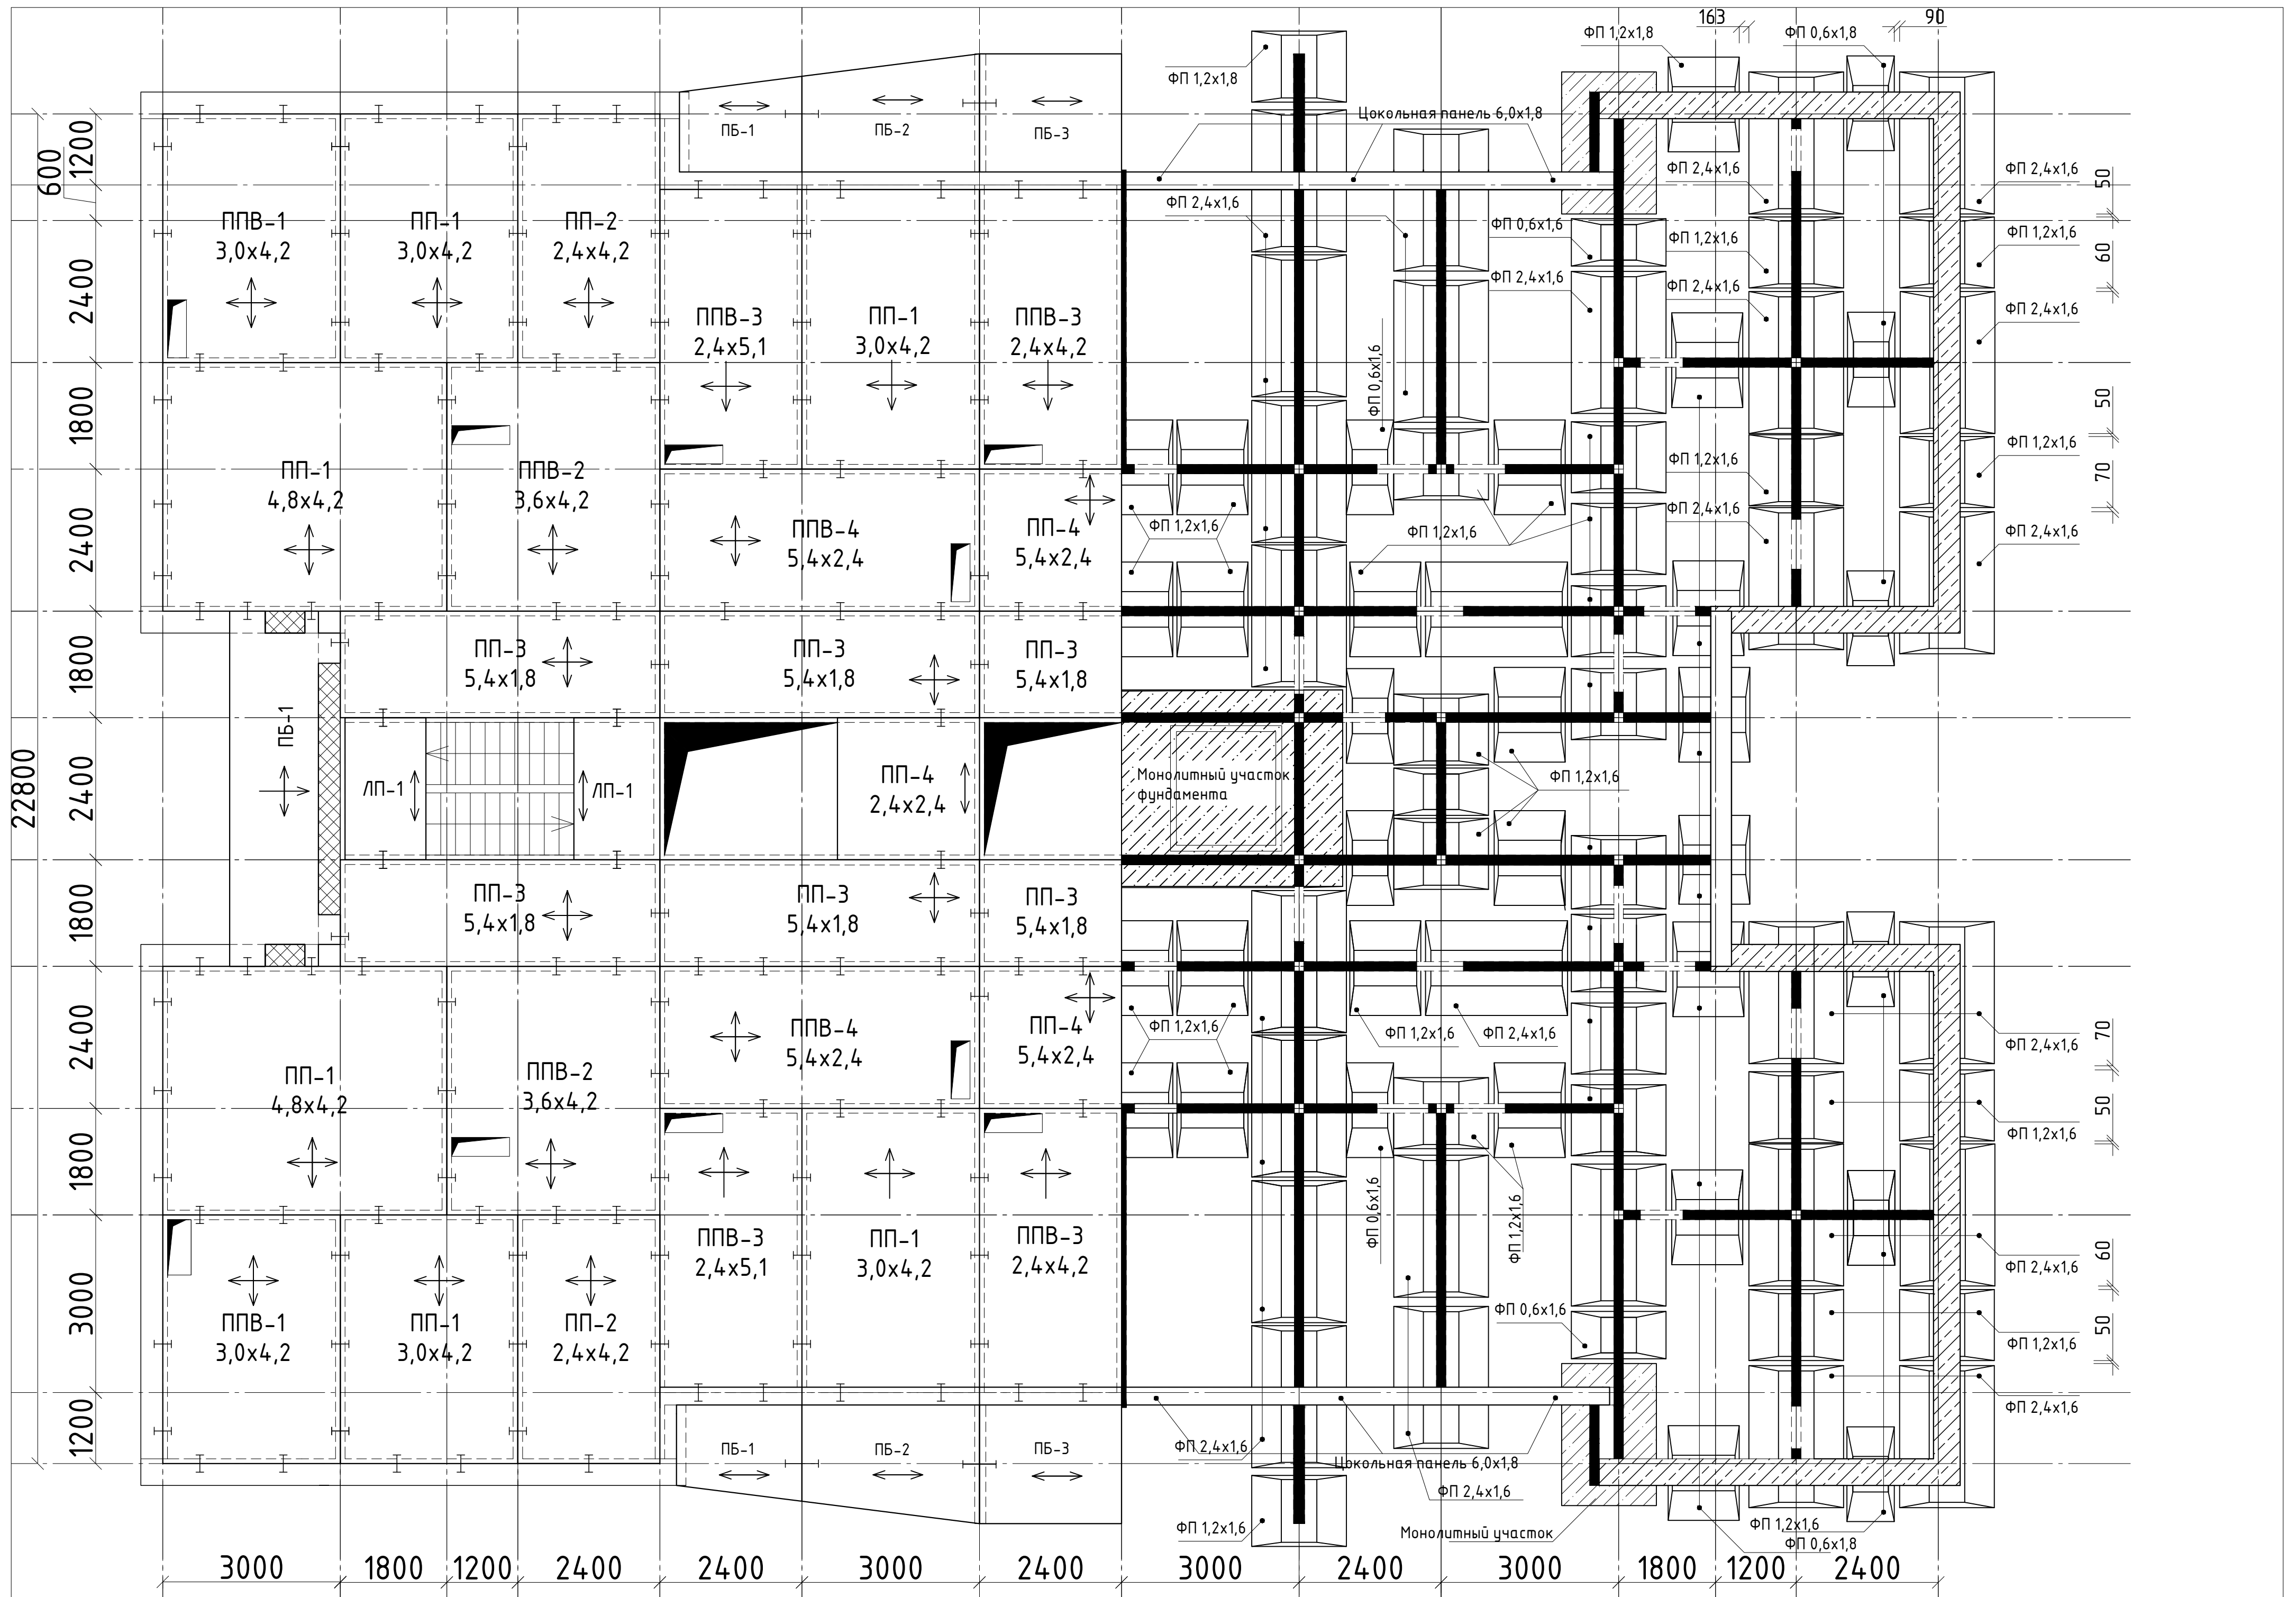 163
90
ФП 1,2х1,8
ФП 0,6х1,8
ФП 1,2х1,8
ПБ-1
ПБ-2
ПБ-3
Цокольная панель 6,0х1,8
1200
600
ППВ-1
3,0х4,2
ПП-1
3,0х4,2
ПП-2
2,4х4,2
ФП 2,4х1,6
ФП 0,6х1,6
ФП 2,4х1,6
ФП 2,4х1,6
50
ФП 1,2х1,6
ФП 1,2х1,6
60
2400
ФП 2,4х1,6
ФП 2,4х1,6
ФП 2,4х1,6
ППВ-3
2,4х5,1
ПП-1
3,0х4,2
ППВ-3
2,4х4,2
ФП 0,6х1,6
1800
50
ПП-1
4,8х4,2
ППВ-2
3,6х4,2
ФП 1,2х1,6
ФП 1,2х1,6
70
2400
ППВ-4
5,4х2,4
ПП-4
5,4х2,4
ФП 1,2х1,6
ФП 1,2х1,6
ФП 2,4х1,6
ФП 2,4х1,6
1800
ПП-3
5,4х1,8
ПП-3
5,4х1,8
ПП-3
5,4х1,8
22800
2400
ПБ-1
ЛП-1
ЛП-1
ПП-4
2,4х2,4
Монолитный участок
фундамента
ФП 1,2х1,6
1800
ПП-3
5,4х1,8
ПП-3
5,4х1,8
ПП-3
5,4х1,8
2400
ППВ-4
5,4х2,4
ПП-4
5,4х2,4
ФП 1,2х1,6
ФП 1,2х1,6
ФП 2,4х1,6
ФП 2,4х1,6
70
ПП-1
4,8х4,2
ППВ-2
3,6х4,2
50
ФП 1,2х1,6
1800
ФП 0,6х1,6
ФП 1,2х1,6
ППВ-3
2,4х5,1
ПП-1
3,0х4,2
ППВ-3
2,4х4,2
60
ФП 2,4х1,6
3000
ППВ-1
3,0х4,2
ПП-1
3,0х4,2
ПП-2
2,4х4,2
ФП 0,6х1,6
50
ФП 1,2х1,6
ФП 2,4х1,6
1200
ПБ-1
ПБ-2
ПБ-3
ФП 2,4х1,6
Цокольная панель 6,0х1,8
ФП 2,4х1,6
ФП 1,2х1,6
Монолитный участок
ФП 1,2х1,6
ФП 0,6х1,8
3000
1800
1200
2400
2400
3000
2400
3000
2400
3000
1800
1200
2400